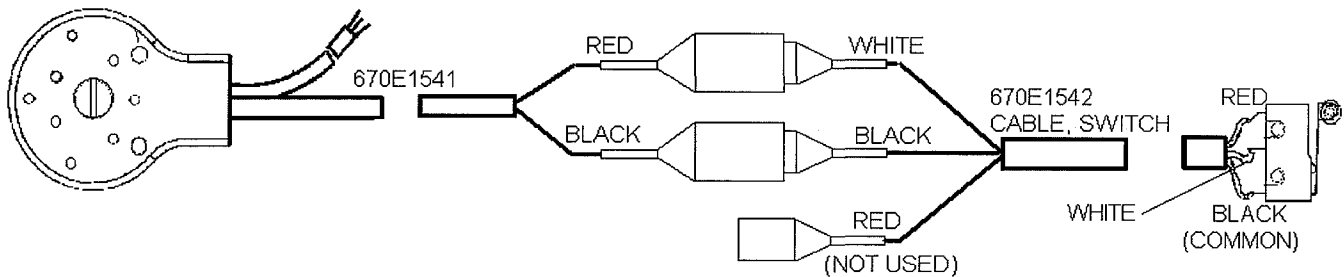 670E1541
RED
WHITE
BLACK
BLACK
RED
(NOT USED)
670E1542
CABLE, SWITCH
RED
WHITE
BLACK
(COMMON)